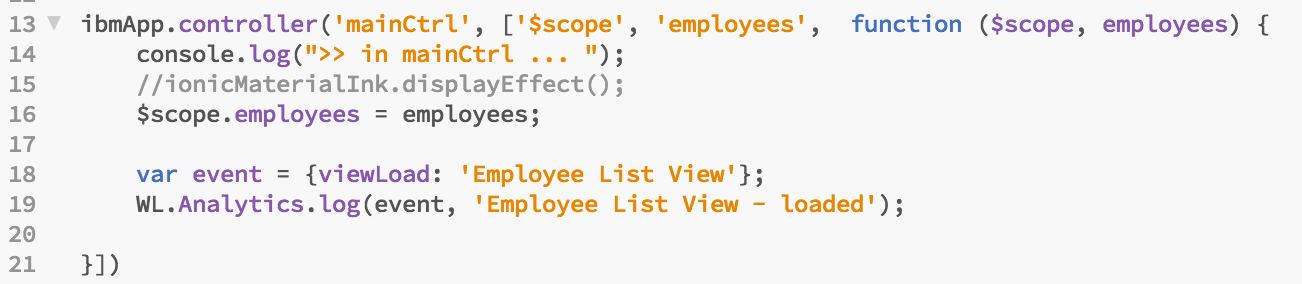 13 ibmApp.controller('mainCtrl', ['$scope', 'employees',  function ($scope, employees) {
14     console.log(">> in mainCtrl ... ");
15     //ionicMaterialInk.displayEffect();
16     $scope.employees = employees;
17
18     var event = {viewLoad: 'Employee List View'};
19     WL.Analytics.log(event, 'Employee List View - loaded');
20
21 }])